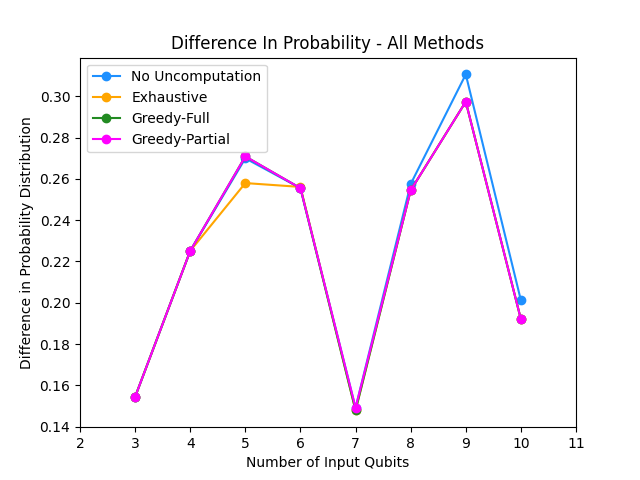 Difference In Probability - All Methods
No Uncomputation
Exhaustive
Greedy-Full
Greedy-Partial
Difference in Probability Distribution
0.30
0.28
0.26
0.24
0.22
0.20
0.18
0.16
0.14
2 3 4 5 6 7 8 9 10 11
Number of Input Qubits